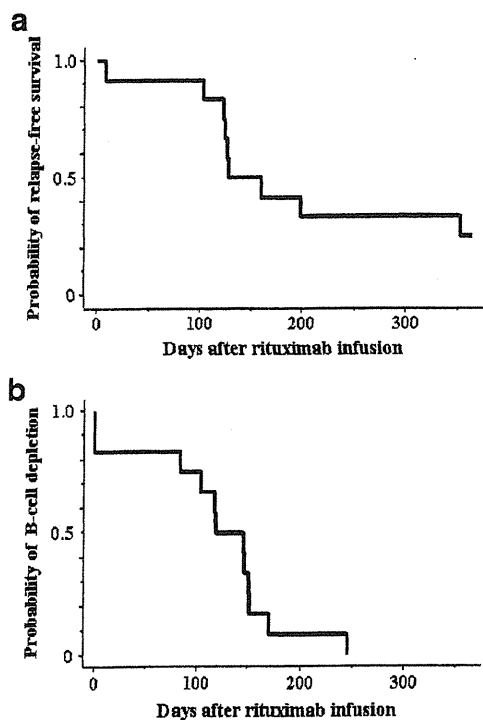 a
Probability of relapse-free survival
1.0
0.5
0
0
100
200
300
Days after rituximab infusion
b
Probability of B-cell depletion
1.0
0.5
0
0
100
200
300
Days after rituximab infusion